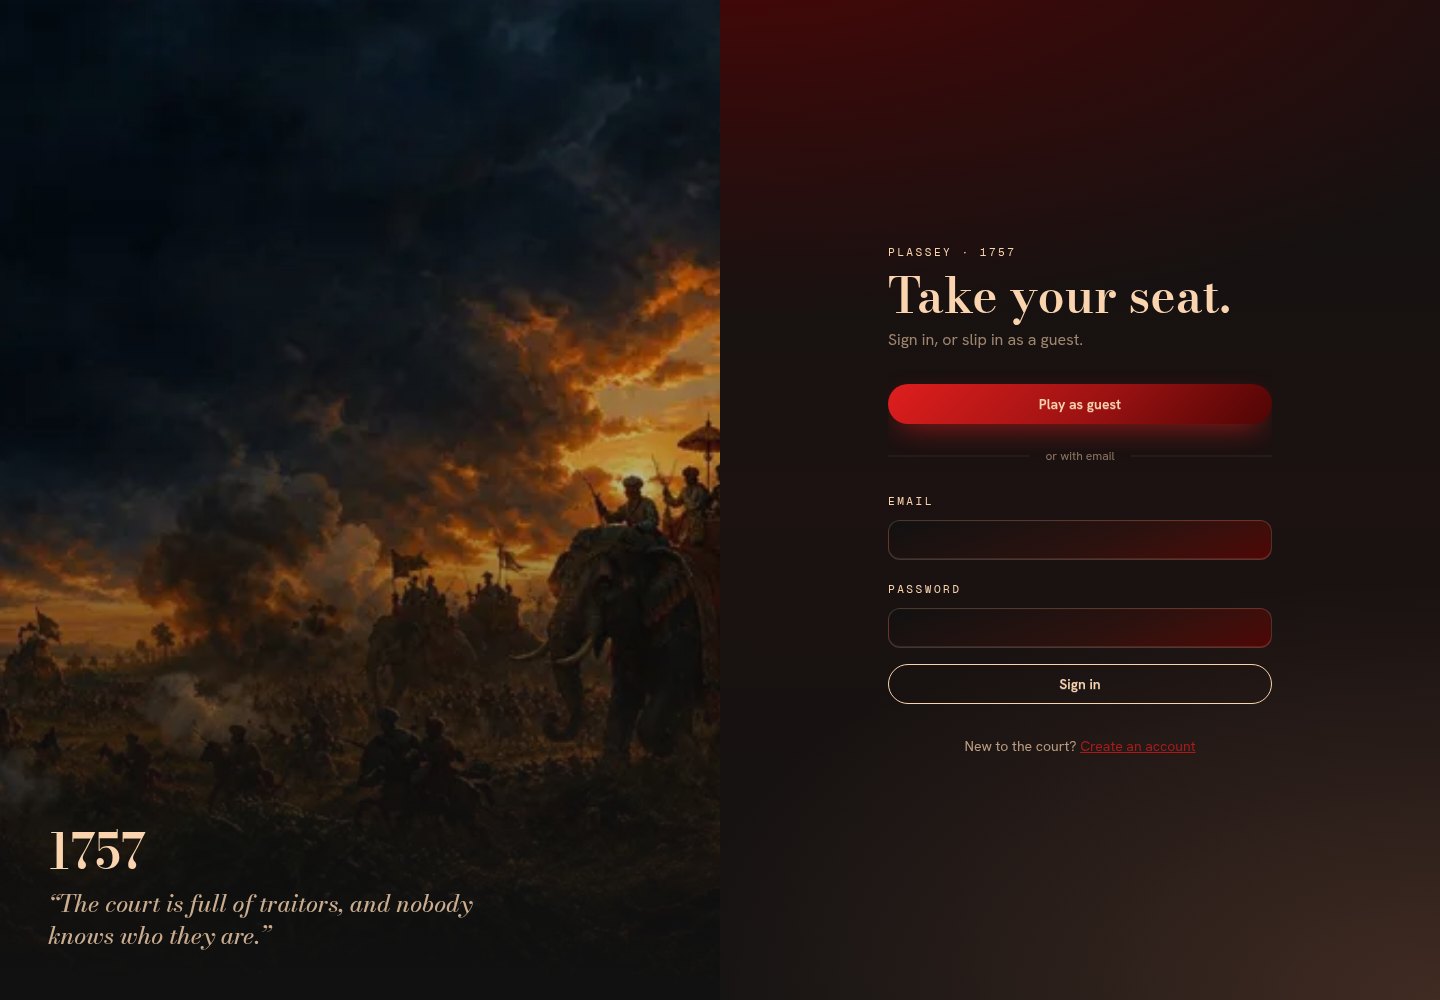 1757
“The court is full of traitors, and nobody
knows who they are.”
PLASSEY · 1757
Take your seat.
Sign in, or slip in as a guest.
Play as guest
or with email
EMAIL
PASSWORD
Sign in
New to the court? Create an account